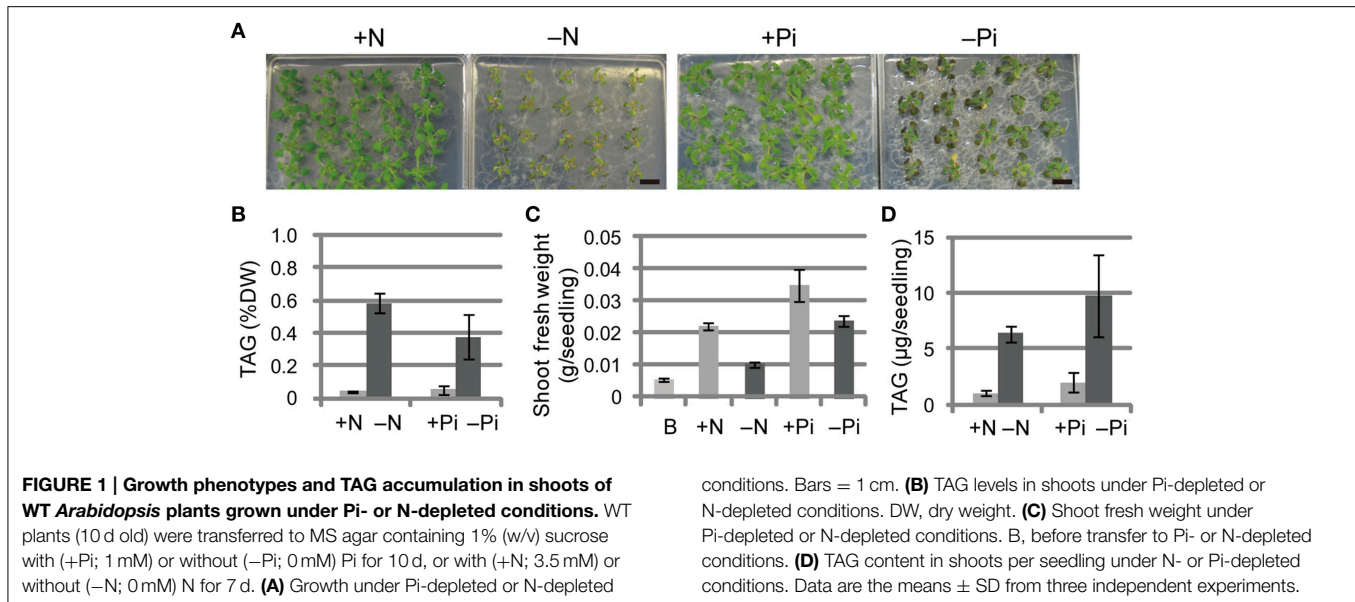 A
+N
−N
+Pi
−Pi
B
TAG (%DW)
1.0
0.8
0.6
0.4
0.2
0
+N −N +Pi −Pi
C
Shoot fresh weight
(g/seedling)
0.05
0.04
0.03
0.02
0.01
0
B +N −N +Pi −Pi
D
TAG (µg/seedling)
15
10
5
0
+N −N +Pi −Pi
FIGURE 1 | Growth phenotypes and TAG accumulation in shoots of
WT Arabidopsis plants grown under Pi- or N-depleted conditions. WT
plants (10 d old) were transferred to MS agar containing 1% (w/v) sucrose
with (+Pi; 1 mM) or without (−Pi; 0 mM) Pi for 10 d, or with (+N; 3.5 mM) or
without (−N; 0 mM) N for 7 d. (A) Growth under Pi-depleted or N-depleted
conditions. Bars = 1 cm. (B) TAG levels in shoots under Pi-depleted or
N-depleted conditions. DW, dry weight. (C) Shoot fresh weight under
Pi-depleted or N-depleted conditions. B, before transfer to Pi- or N-depleted
conditions. (D) TAG content in shoots per seedling under N- or Pi-depleted
conditions. Data are the means ± SD from three independent experiments.